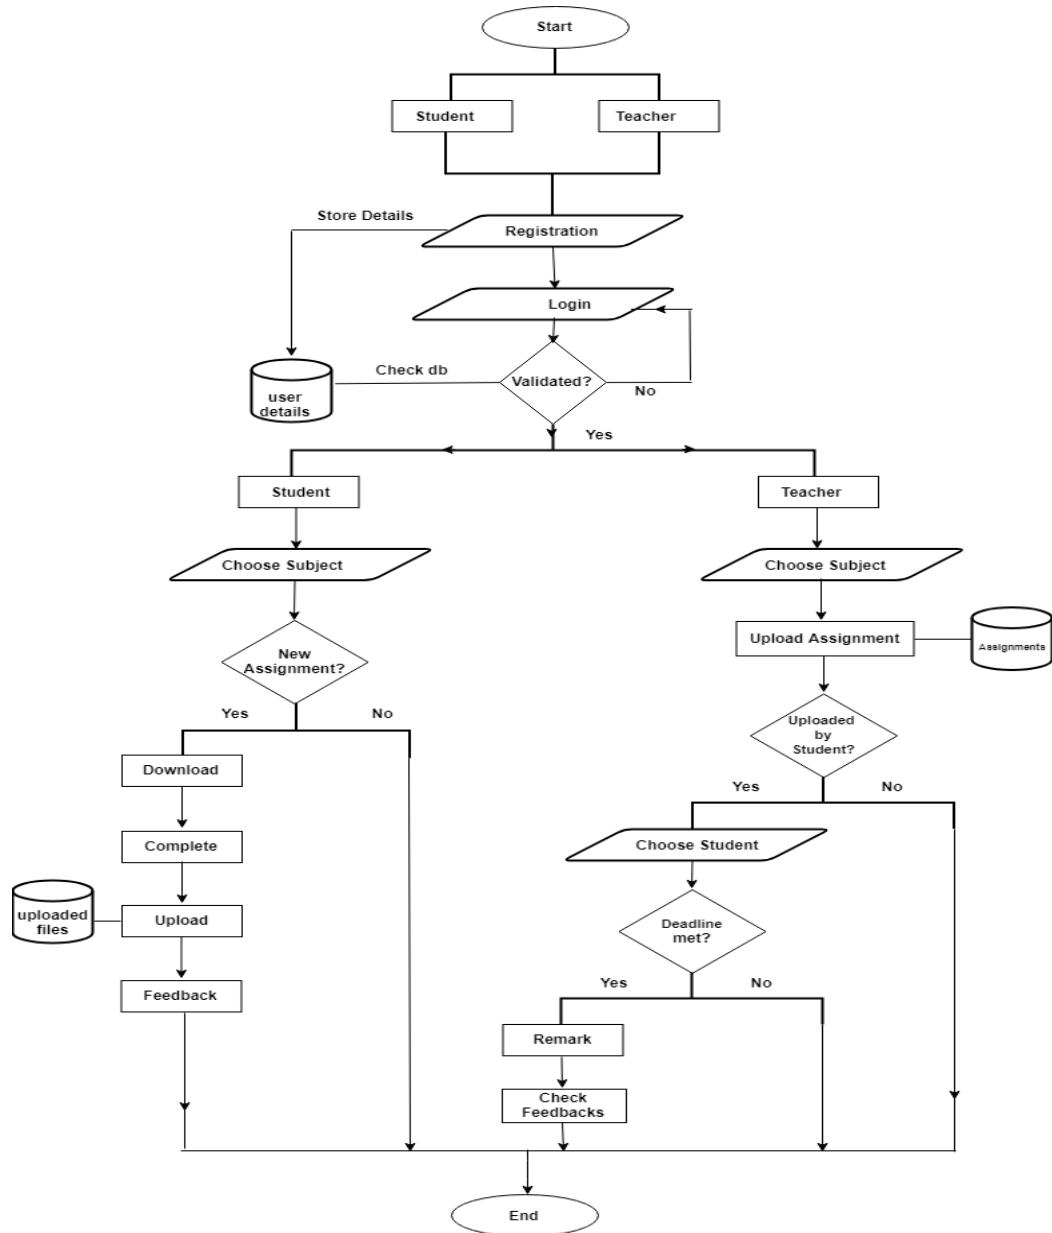 Start
Student
Teacher
Store Details
Registration
Login
Check db
Validated?
No
user
details
Yes
Student
Teacher
Choose Subject
Choose Subject
New
Assignment?
Upload Assignment
Assignments
Yes
No
Uploaded
by
Student?
Download
Yes
No
Complete
Choose Student
uploaded
files
Upload
Deadline
met?
Feedback
Yes
No
Remark
Check
Feedbacks
End